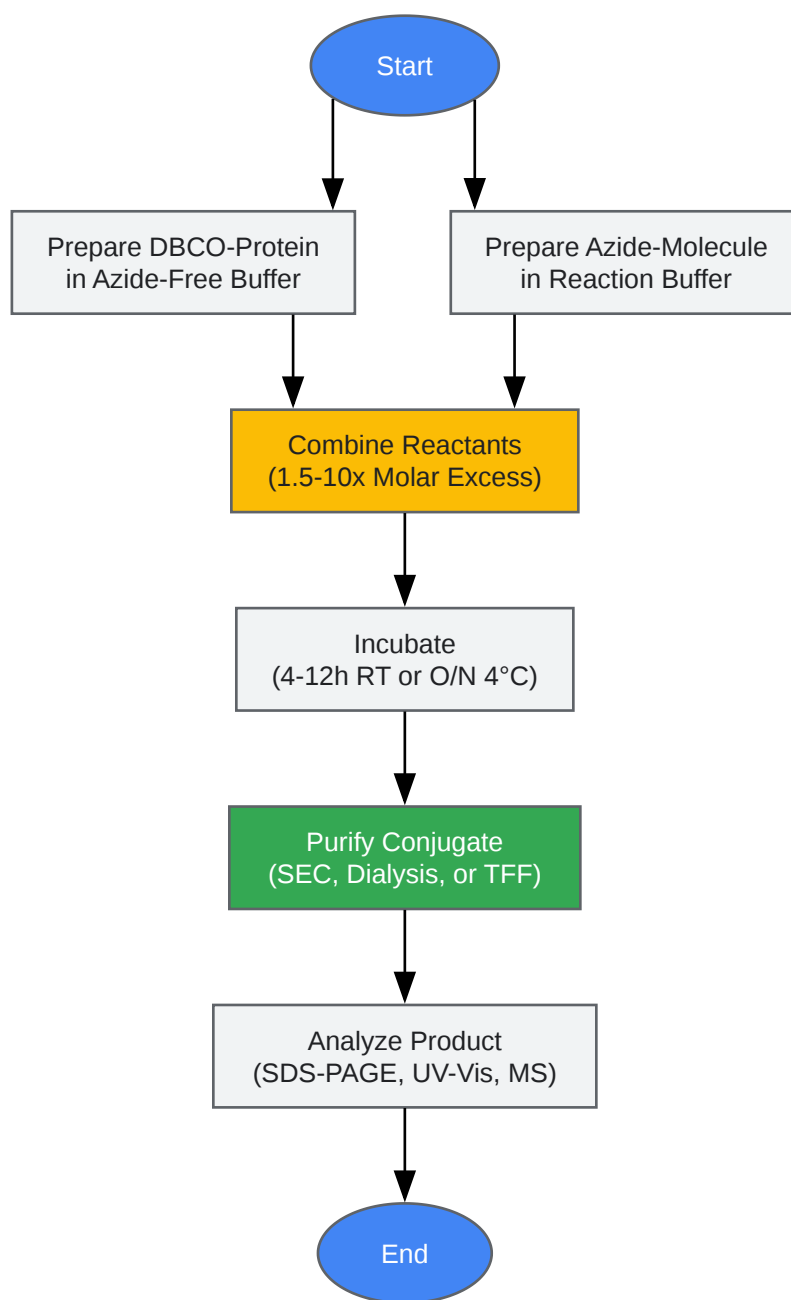 Start
Prepare DBCO-Protein
in Azide-Free Buffer
Prepare Azide-Molecule
in Reaction Buffer
Combine Reactants
(1.5-10x Molar Excess)
Incubate
(4-12h RT or O/N 4°C)
Purify Conjugate
(SEC, Dialysis, or TFF)
Analyze Product
(SDS-PAGE, UV-Vis, MS)
End